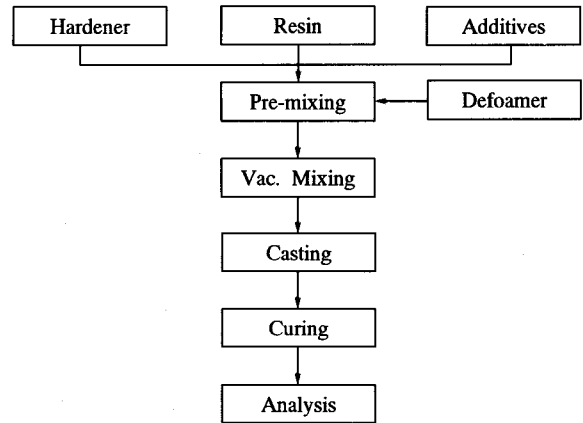 Hardener
Resin
Additives
Pre-mixing
Defoamer
Vac. Mixing
Casting
Curing
Analysis